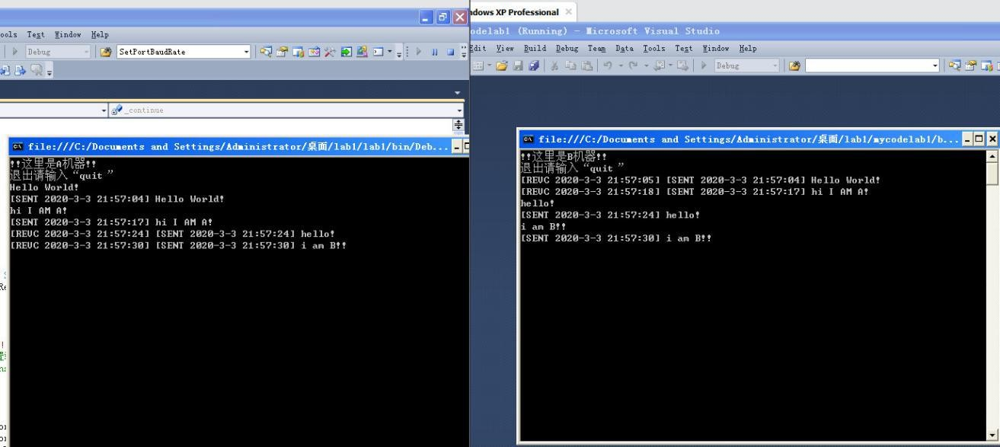 ools Test Window Help
Debug SetPortBaudRate
_continue
file:///C:/Documents and Settings/Administrator/桌面/lab1/lab1/bin/Deb...
!!这里是A机器!!
退出请输入“quit ”
Hello World!
[SENT 2020-3-3 21:57:04] Hello World!
hi I AM A!
[SENT 2020-3-3 21:57:17] hi I AM A!
[REVC 2020-3-3 21:57:24] [SENT 2020-3-3 21:57:24] hello!
[REVC 2020-3-3 21:57:30] [SENT 2020-3-3 21:57:30] i am B!!
ndows XP Professional
odelab1 (Running) - Microsoft Visual Studio
Edit View Build Debug Team Data Tools Test Window Help
Debug
file:///C:/Documents and Settings/Administrator/桌面/lab1/mycodelab1/b...
!!这里是B机器!!
退出请输入“quit ”
[REVC 2020-3-3 21:57:05] [SENT 2020-3-3 21:57:04] Hello World!
[REVC 2020-3-3 21:57:18] [SENT 2020-3-3 21:57:17] hi I AM A!
hello!
[SENT 2020-3-3 21:57:24] hello!
i am B!!
[SENT 2020-3-3 21:57:30] i am B!!